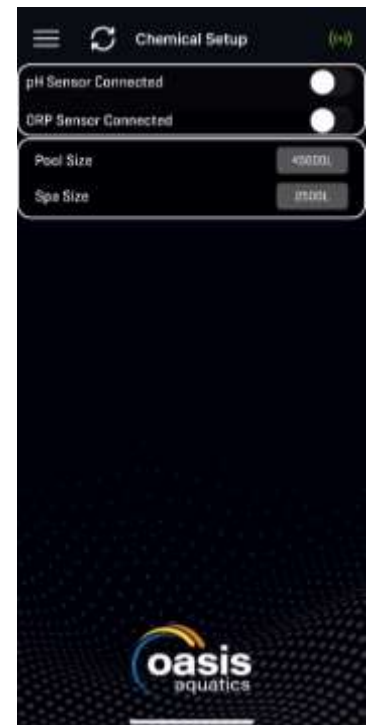 Chemical Setup
pH Sensor Connected
ORP Sensor Connected
Pool Size
Spa Size
oasis
aquatics